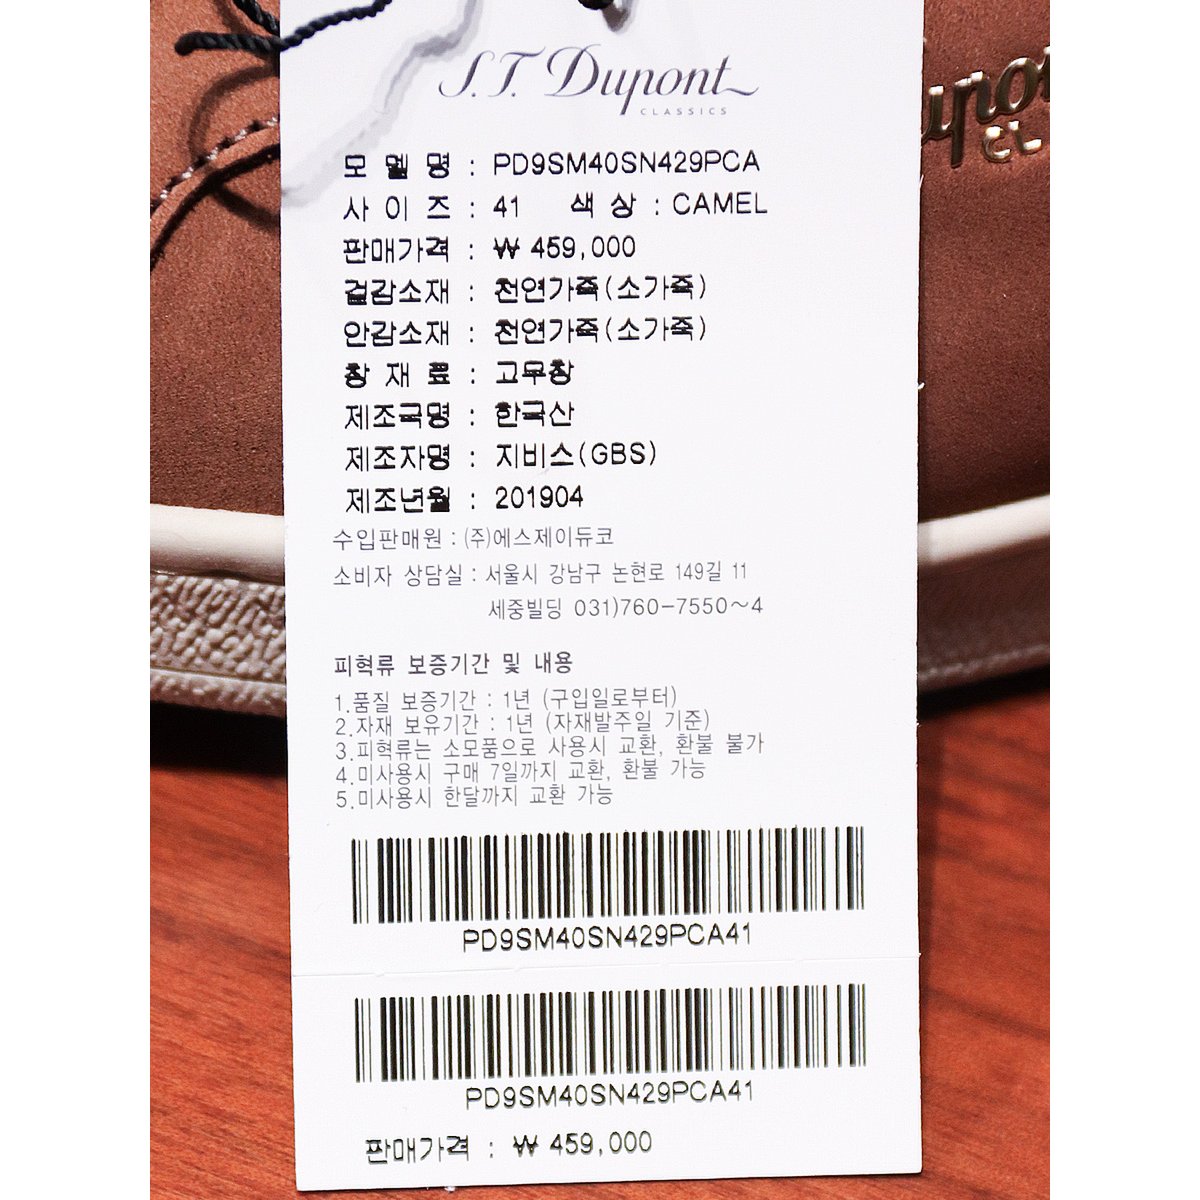 S.T. Dupont
CLASSICS
모 델 명 : PD9SM40SN429PCA
사 이 즈 : 41 색 상 : CAMEL
판매가격 : ₩ 459,000
겉감소재 : 천연가죽(소가죽)
안감소재 : 천연가죽(소가죽)
창 재 료 : 고무창
제조국명 : 한국산
제조자명 : 지비스(GBS)
제조년월 : 201904
수입판매원 : (주)에스제이듀코
소비자 상담실 : 서울시 강남구 논현로 149길 11
세중빌딩 031)760-7550~4
피혁류 보증기간 및 내용
1.품질 보증기간 : 1년 (구입일로부터)
2.자재 보유기간 : 1년 (자재발주일 기준)
3.피혁류는 소모품으로 사용시 교환, 환불 불가
4.미사용시 구매 7일까지 교환, 환불 가능
5.미사용시 한달까지 교환 가능
PD9SM40SN429PCA41
PD9SM40SN429PCA41
판매가격 : ₩ 459,000